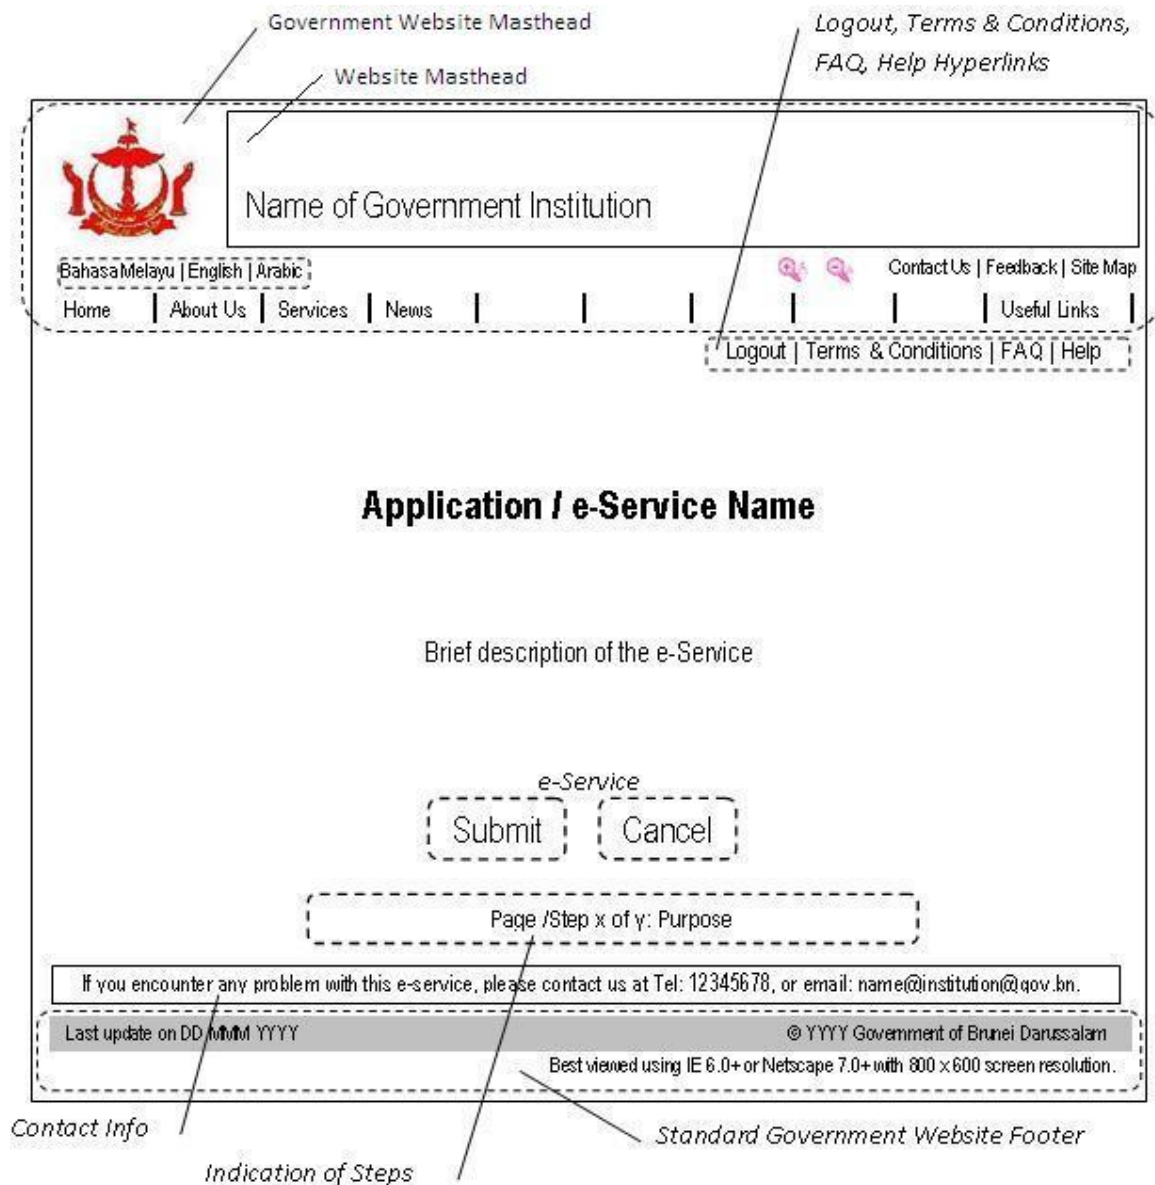 Government Website Masthead
Logout, Terms & Conditions,
FAQ, Help Hyperlinks
Website Masthead
Name of Government Institution
BahasaMelayu | English | Arabic
Contact Us | Feedback | Site Map
Home | About Us | Services | News | | | | | | Useful Links |
Logout | Terms & Conditions | FAQ | Help
Application / e-Service Name
Brief description of the e-Service
e-Service
Submit Cancel
Page /Step x of y: Purpose
If you encounter any problem with this e-service, please contact us at Tel: 12345678, or email: name@institution@gov.bn.
Last update on DD MMM YYYY © YYYY Government of Brunei Darussalam
Best viewed using IE 6.0+ or Netscape 7.0+ with 800 x 600 screen resolution.
Contact Info
Standard Government Website Footer
Indication of Steps